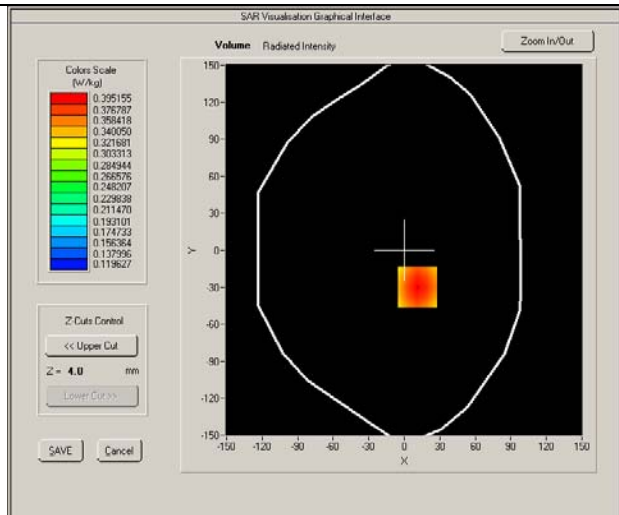 SAR Visualisation Graphical Interface
Volume Radiated Intensity
Zoom In/Out
Colors Scale
(W/kg)
0.395155
0.376787
0.358418
0.340050
0.321681
0.303313
0.284944
0.266576
0.248207
0.229838
0.211470
0.193101
0.174733
0.156364
0.137996
0.119627
Z-Cuts Control
<< Upper Cut
Z = 4.0 mm
Lower Cut >>
SAVE Cancel
150
120
90
60
30
0
-30
-60
-90
-120
-150
Y
-150 -120 -90 -60 -30 0 30 60 90 120 150
X